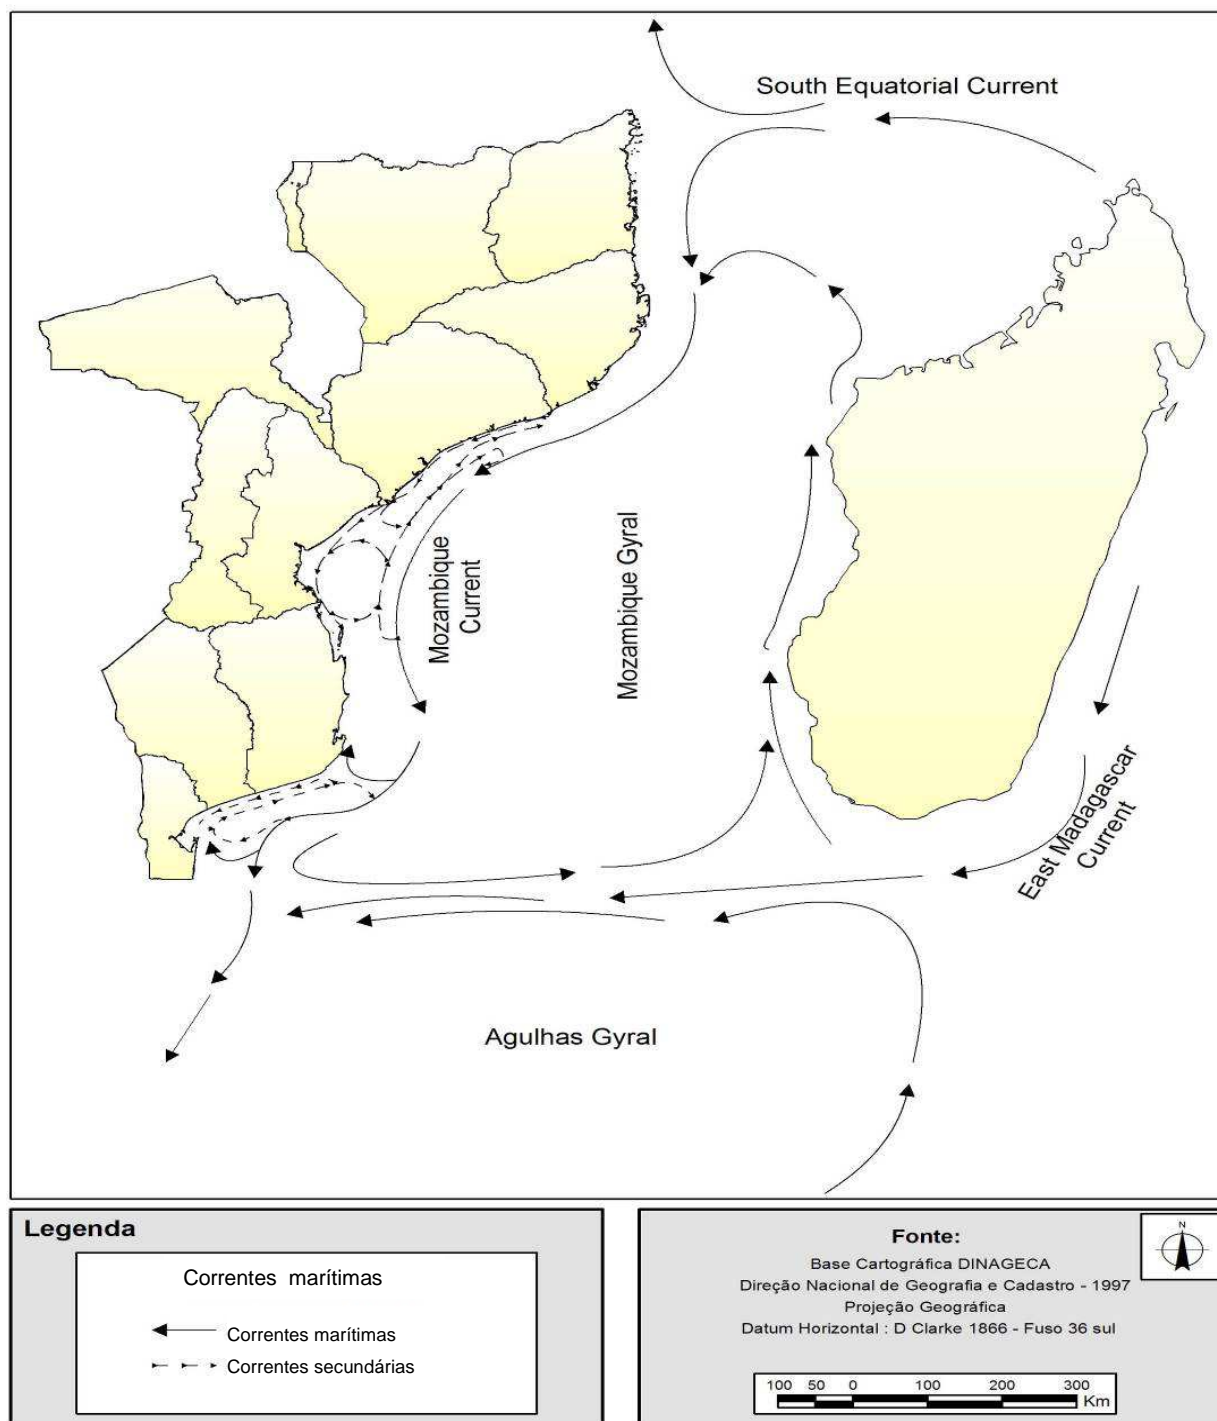 South Equatorial Current
Mozambique
Current
Mozambique Gyral
East Madagascar
Current
Agulhas Gyral
Legenda
Correntes marítimas
Correntes marítimas
Correntes secundárias
Fonte:
Base Cartográfica DINAGECA
Direção Nacional de Geografia e Cadastro - 1997
Projeção Geográfica
Datum Horizontal : D Clarke 1866 - Fuso 36 sul
N
100 50 0 100 200 300
Km